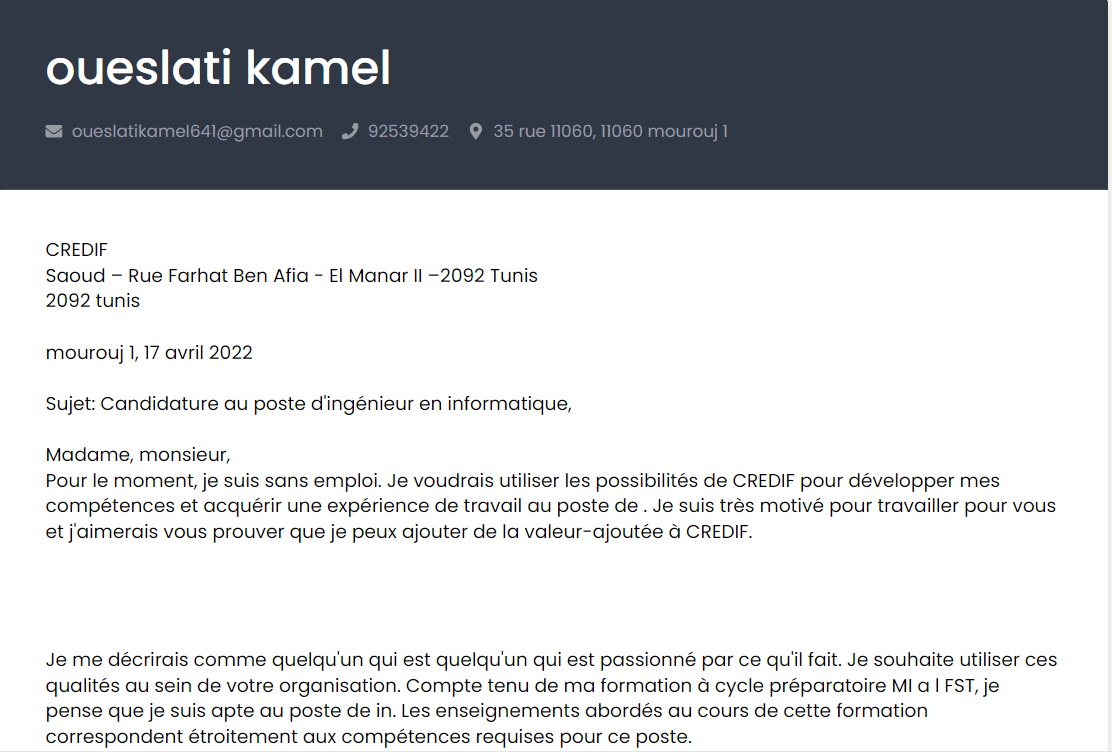 oueslati kamel
oueslatikamel641@gmail.com 92539422 35 rue 11060, 11060 mourouj 1
CREDIF
Saoud – Rue Farhat Ben Afia - El Manar II –2092 Tunis
2092 tunis
mourouj 1, 17 avril 2022
Sujet: Candidature au poste d'ingénieur en informatique,
Madame, monsieur,
Pour le moment, je suis sans emploi. Je voudrais utiliser les possibilités de CREDIF pour développer mes
compétences et acquérir une expérience de travail au poste de . Je suis très motivé pour travailler pour vous
et j'aimerais vous prouver que je peux ajouter de la valeur-ajoutée à CREDIF.
Je me décrirais comme quelqu'un qui est quelqu'un qui est passionné par ce qu'il fait. Je souhaite utiliser ces
qualités au sein de votre organisation. Compte tenu de ma formation à cycle préparatoire MI a l FST, je
pense que je suis apte au poste de in. Les enseignements abordés au cours de cette formation
correspondent étroitement aux compétences requises pour ce poste.